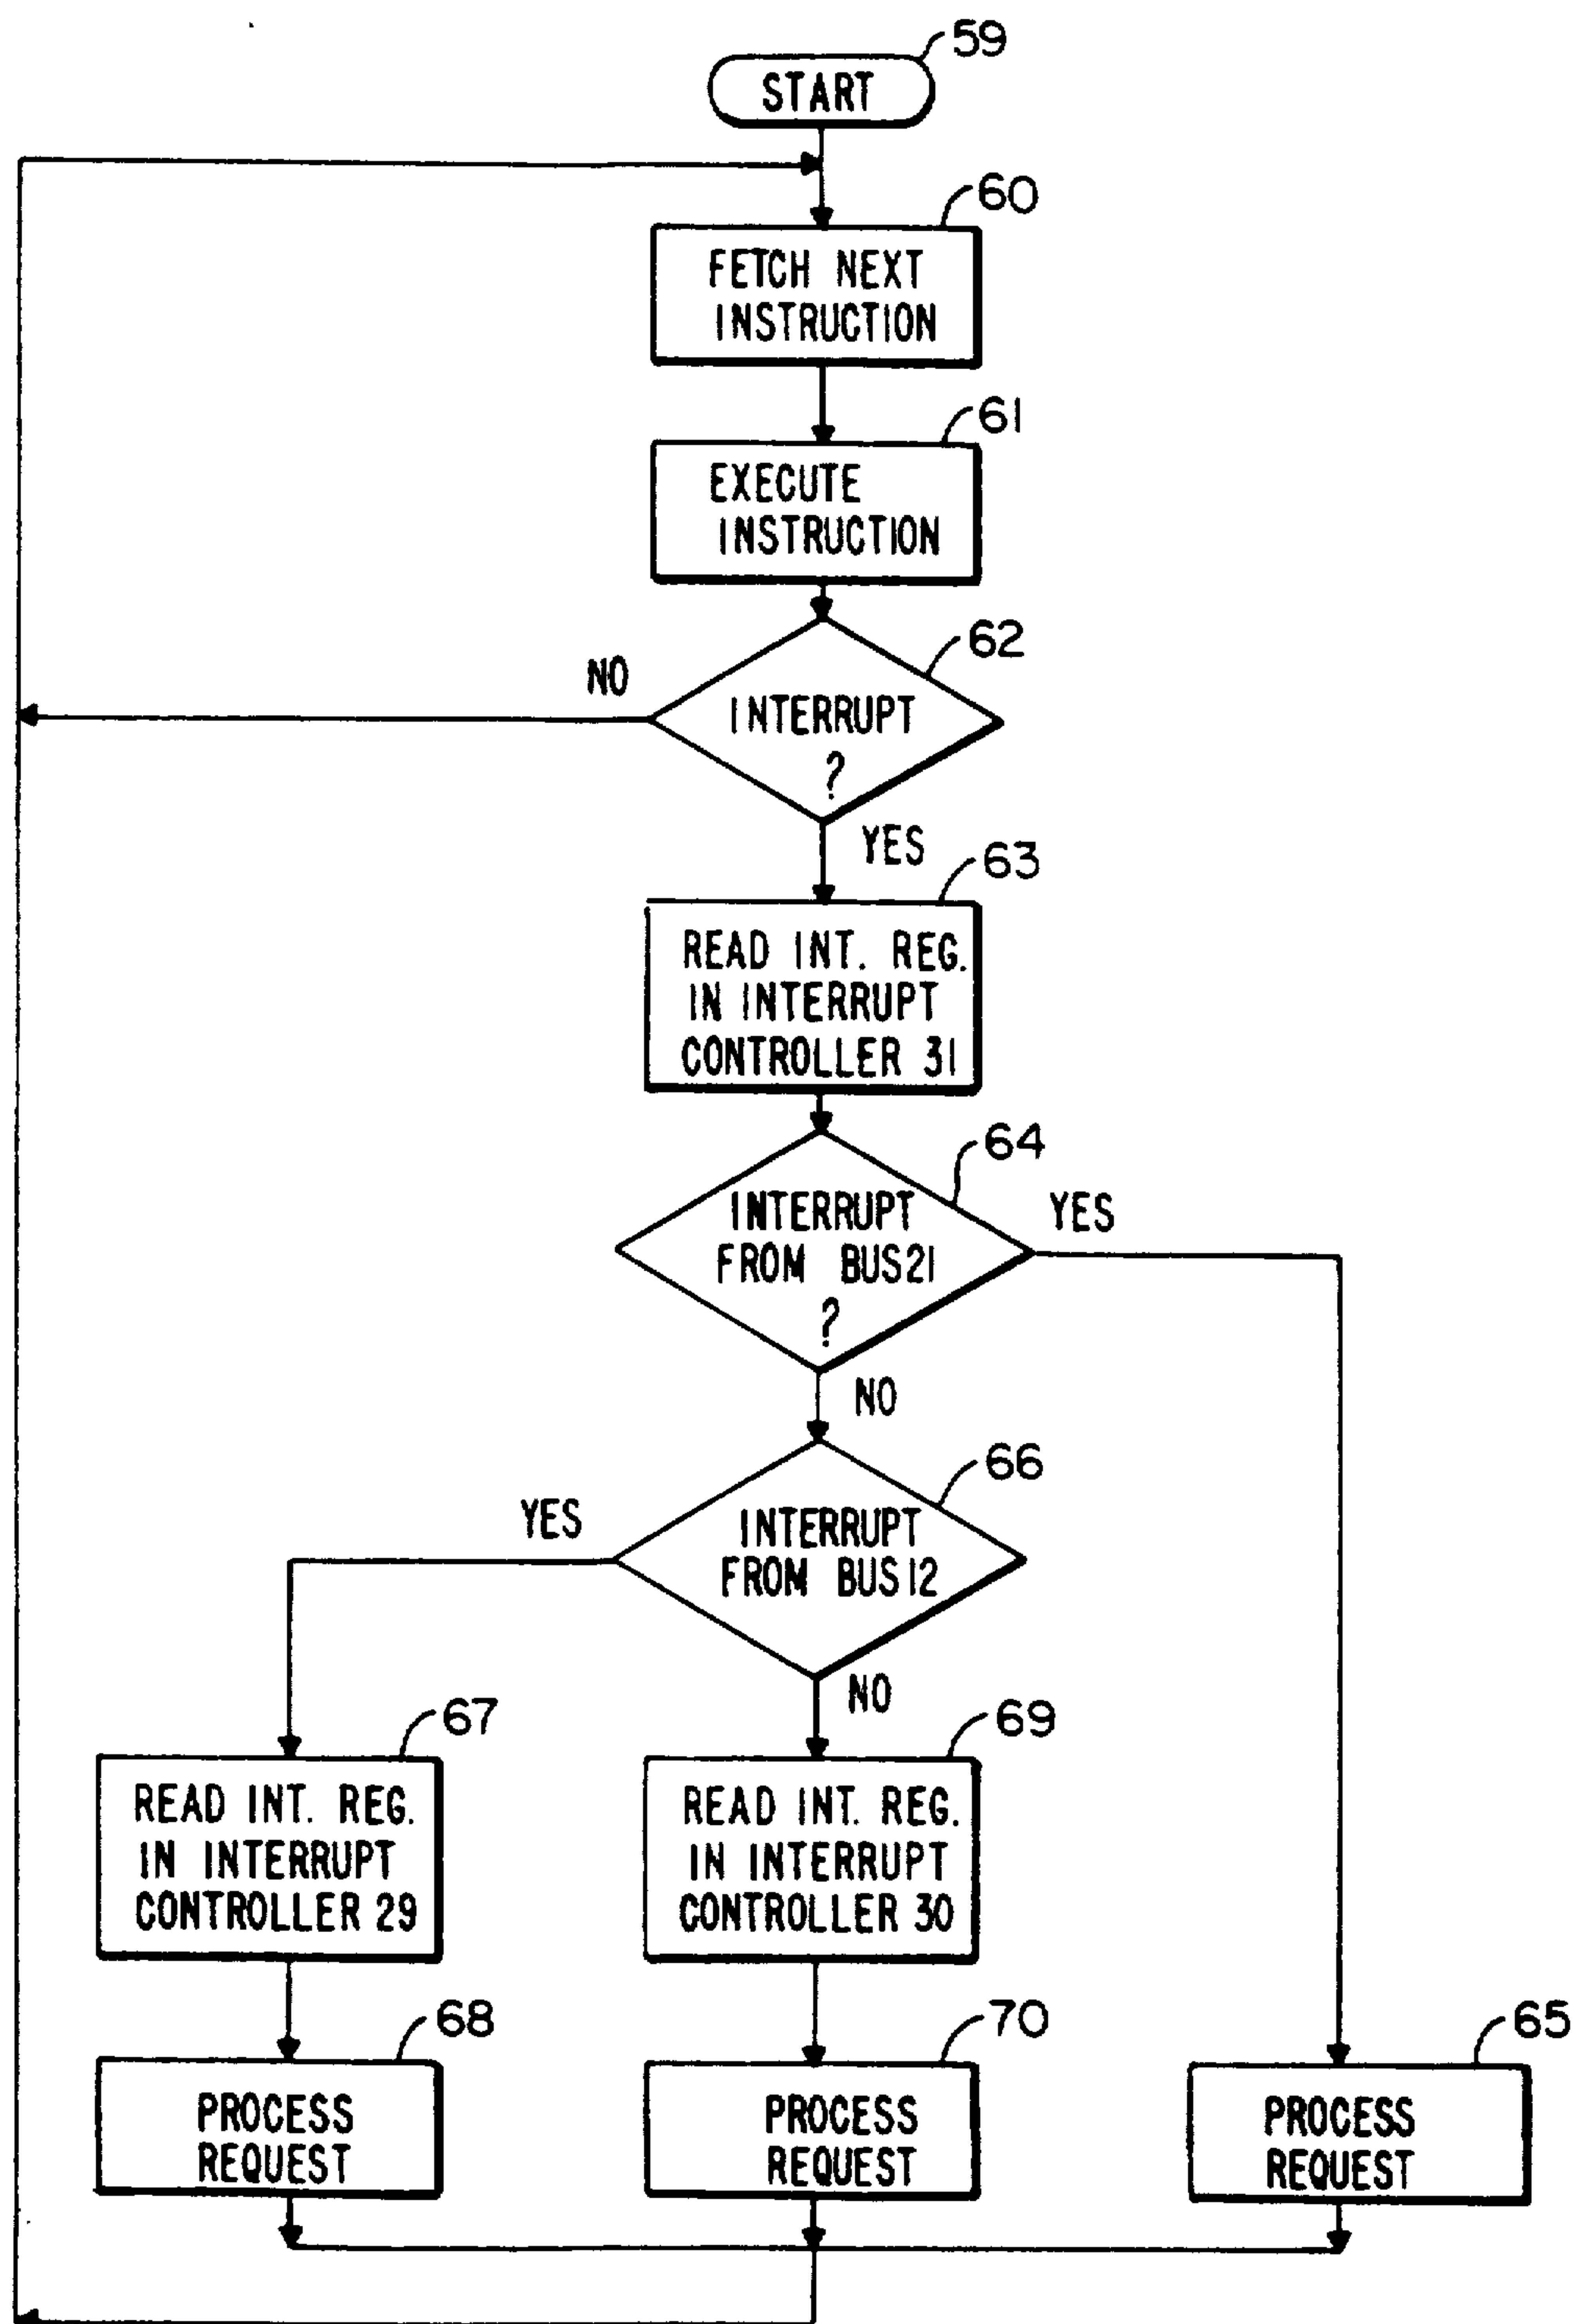 59
START
60
FETCH NEXT
INSTRUCTION
61
EXECUTE
INSTRUCTION
62
NO
INTERRUPT
?
YES
63
READ INT. REG.
IN INTERRUPT
CONTROLLER 31
64
YES
INTERRUPT
FROM BUS21
?
NO
66
YES
INTERRUPT
FROM BUS12
NO
67
READ INT. REG.
IN INTERRUPT
CONTROLLER 29
69
READ INT. REG.
IN INTERRUPT
CONTROLLER 30
68
PROCESS
REQUEST
70
PROCESS
REQUEST
65
PROCESS
REQUEST